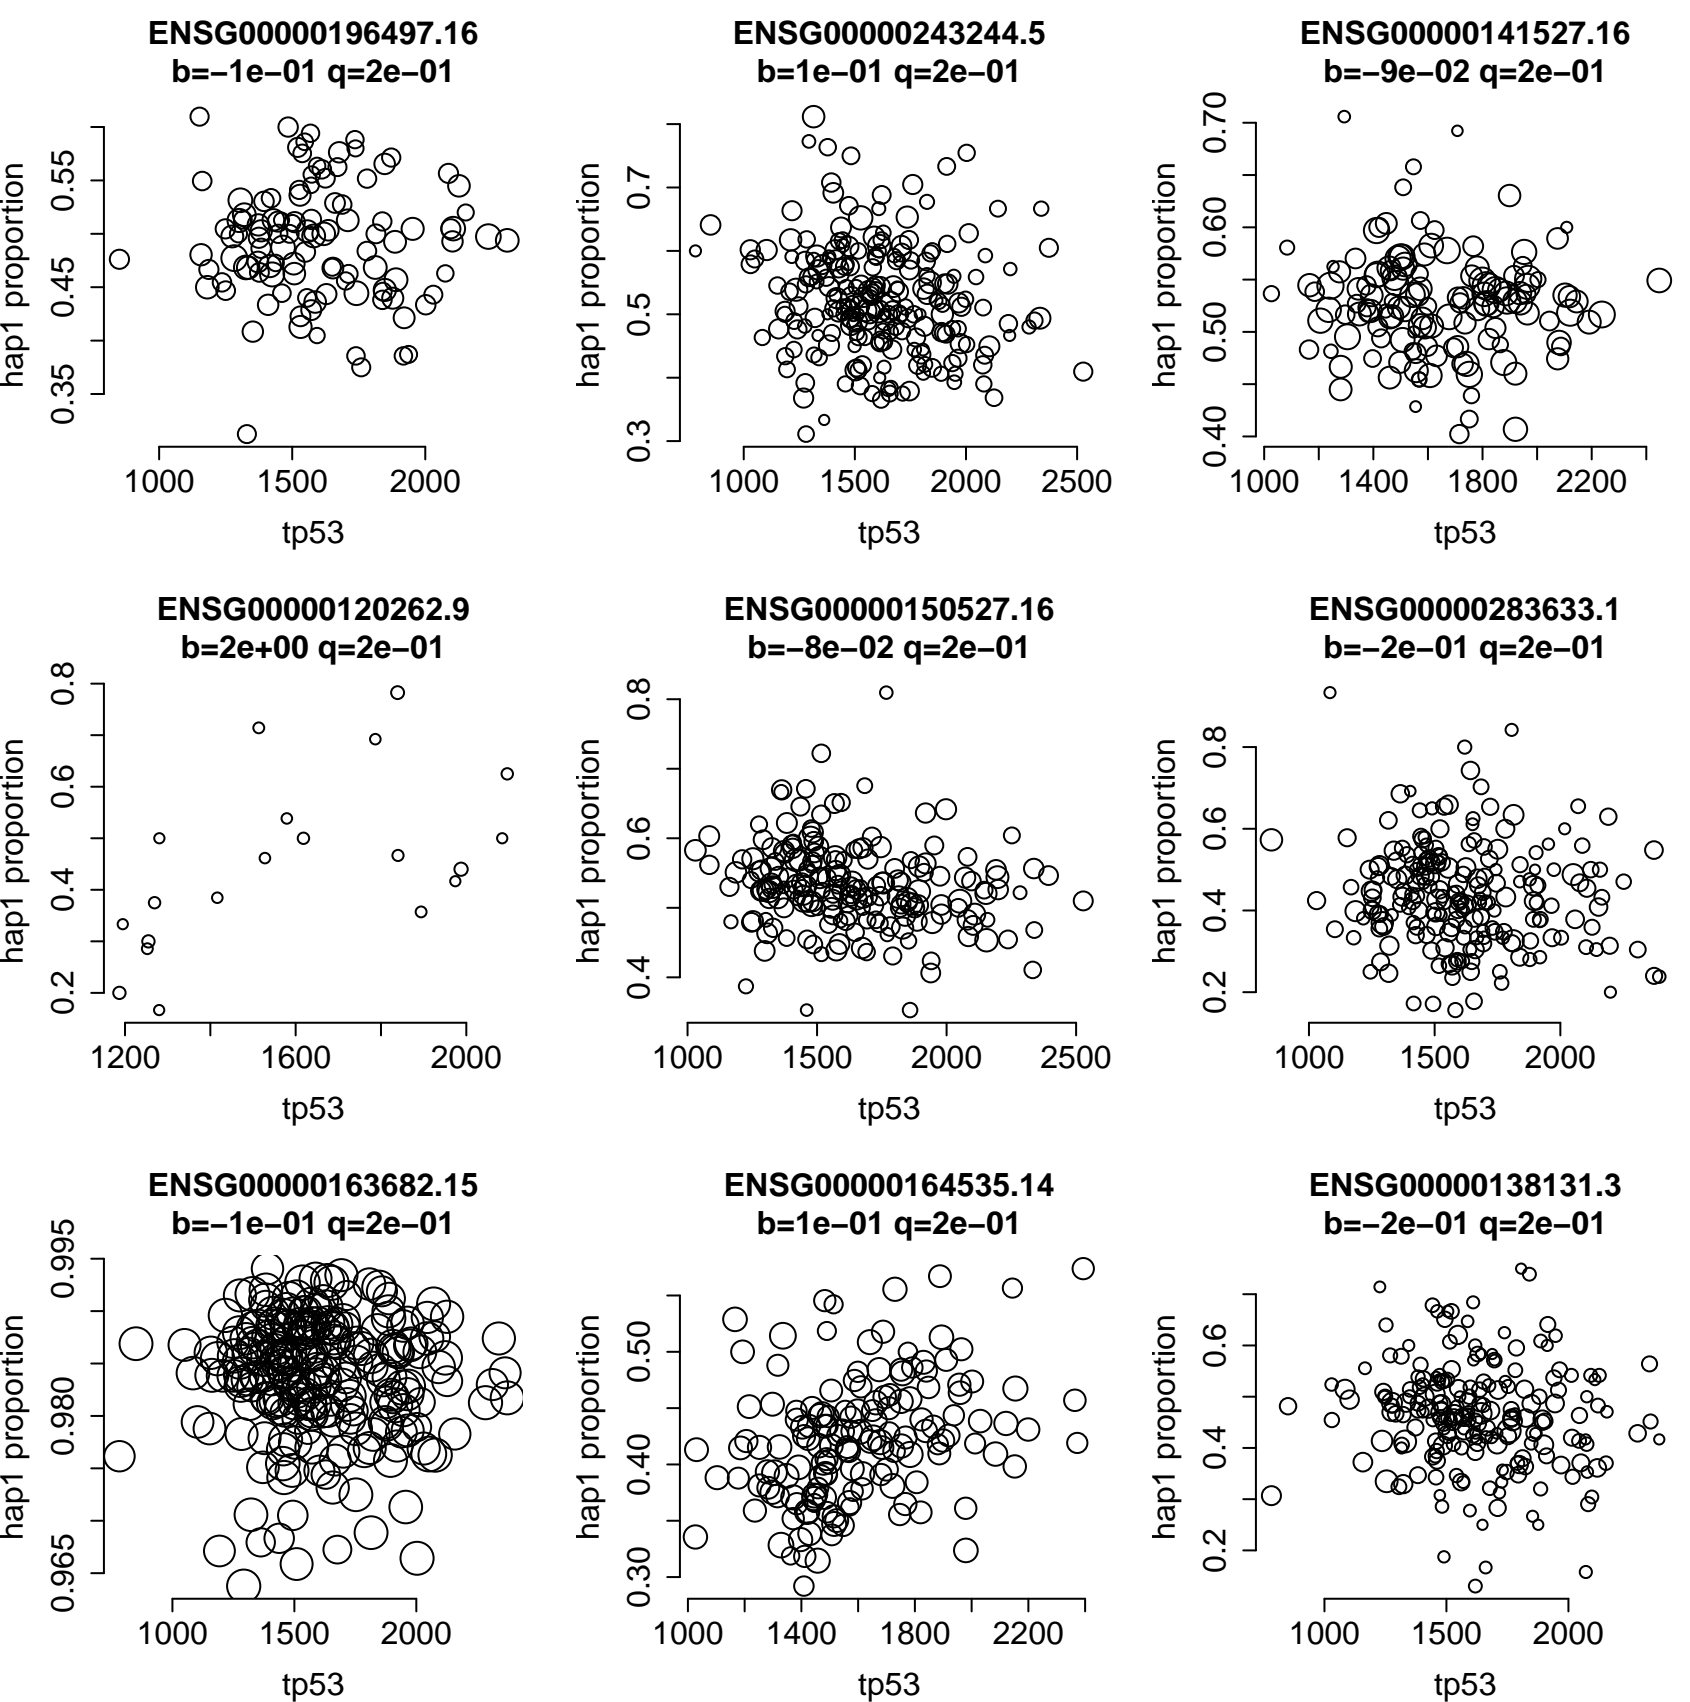 ENSG00000196497.16
b=−1e−01 q=2e−01
hap1 proportion
0.35 0.45 0.55
1000 1500 2000
tp53
ENSG00000243244.5
b=1e−01 q=2e−01
hap1 proportion
0.3 0.5 0.7
1000 1500 2000 2500
tp53
ENSG00000141527.16
b=−9e−02 q=2e−01
hap1 proportion
0.40 0.50 0.60 0.70
1000 1400 1800 2200
tp53
ENSG00000120262.9
b=2e+00 q=2e−01
hap1 proportion
0.2 0.4 0.6 0.8
1200 1600 2000
tp53
ENSG00000150527.16
b=−8e−02 q=2e−01
hap1 proportion
0.4 0.6 0.8
1000 1500 2000 2500
tp53
ENSG00000283633.1
b=−2e−01 q=2e−01
hap1 proportion
0.2 0.4 0.6 0.8
1000 1500 2000
tp53
ENSG00000163682.15
b=−1e−01 q=2e−01
hap1 proportion
0.965 0.980 0.995
1000 1500 2000
tp53
ENSG00000164535.14
b=1e−01 q=2e−01
hap1 proportion
0.30 0.40 0.50
1000 1400 1800 2200
tp53
ENSG00000138131.3
b=−2e−01 q=2e−01
hap1 proportion
0.2 0.4 0.6
1000 1500 2000
tp53